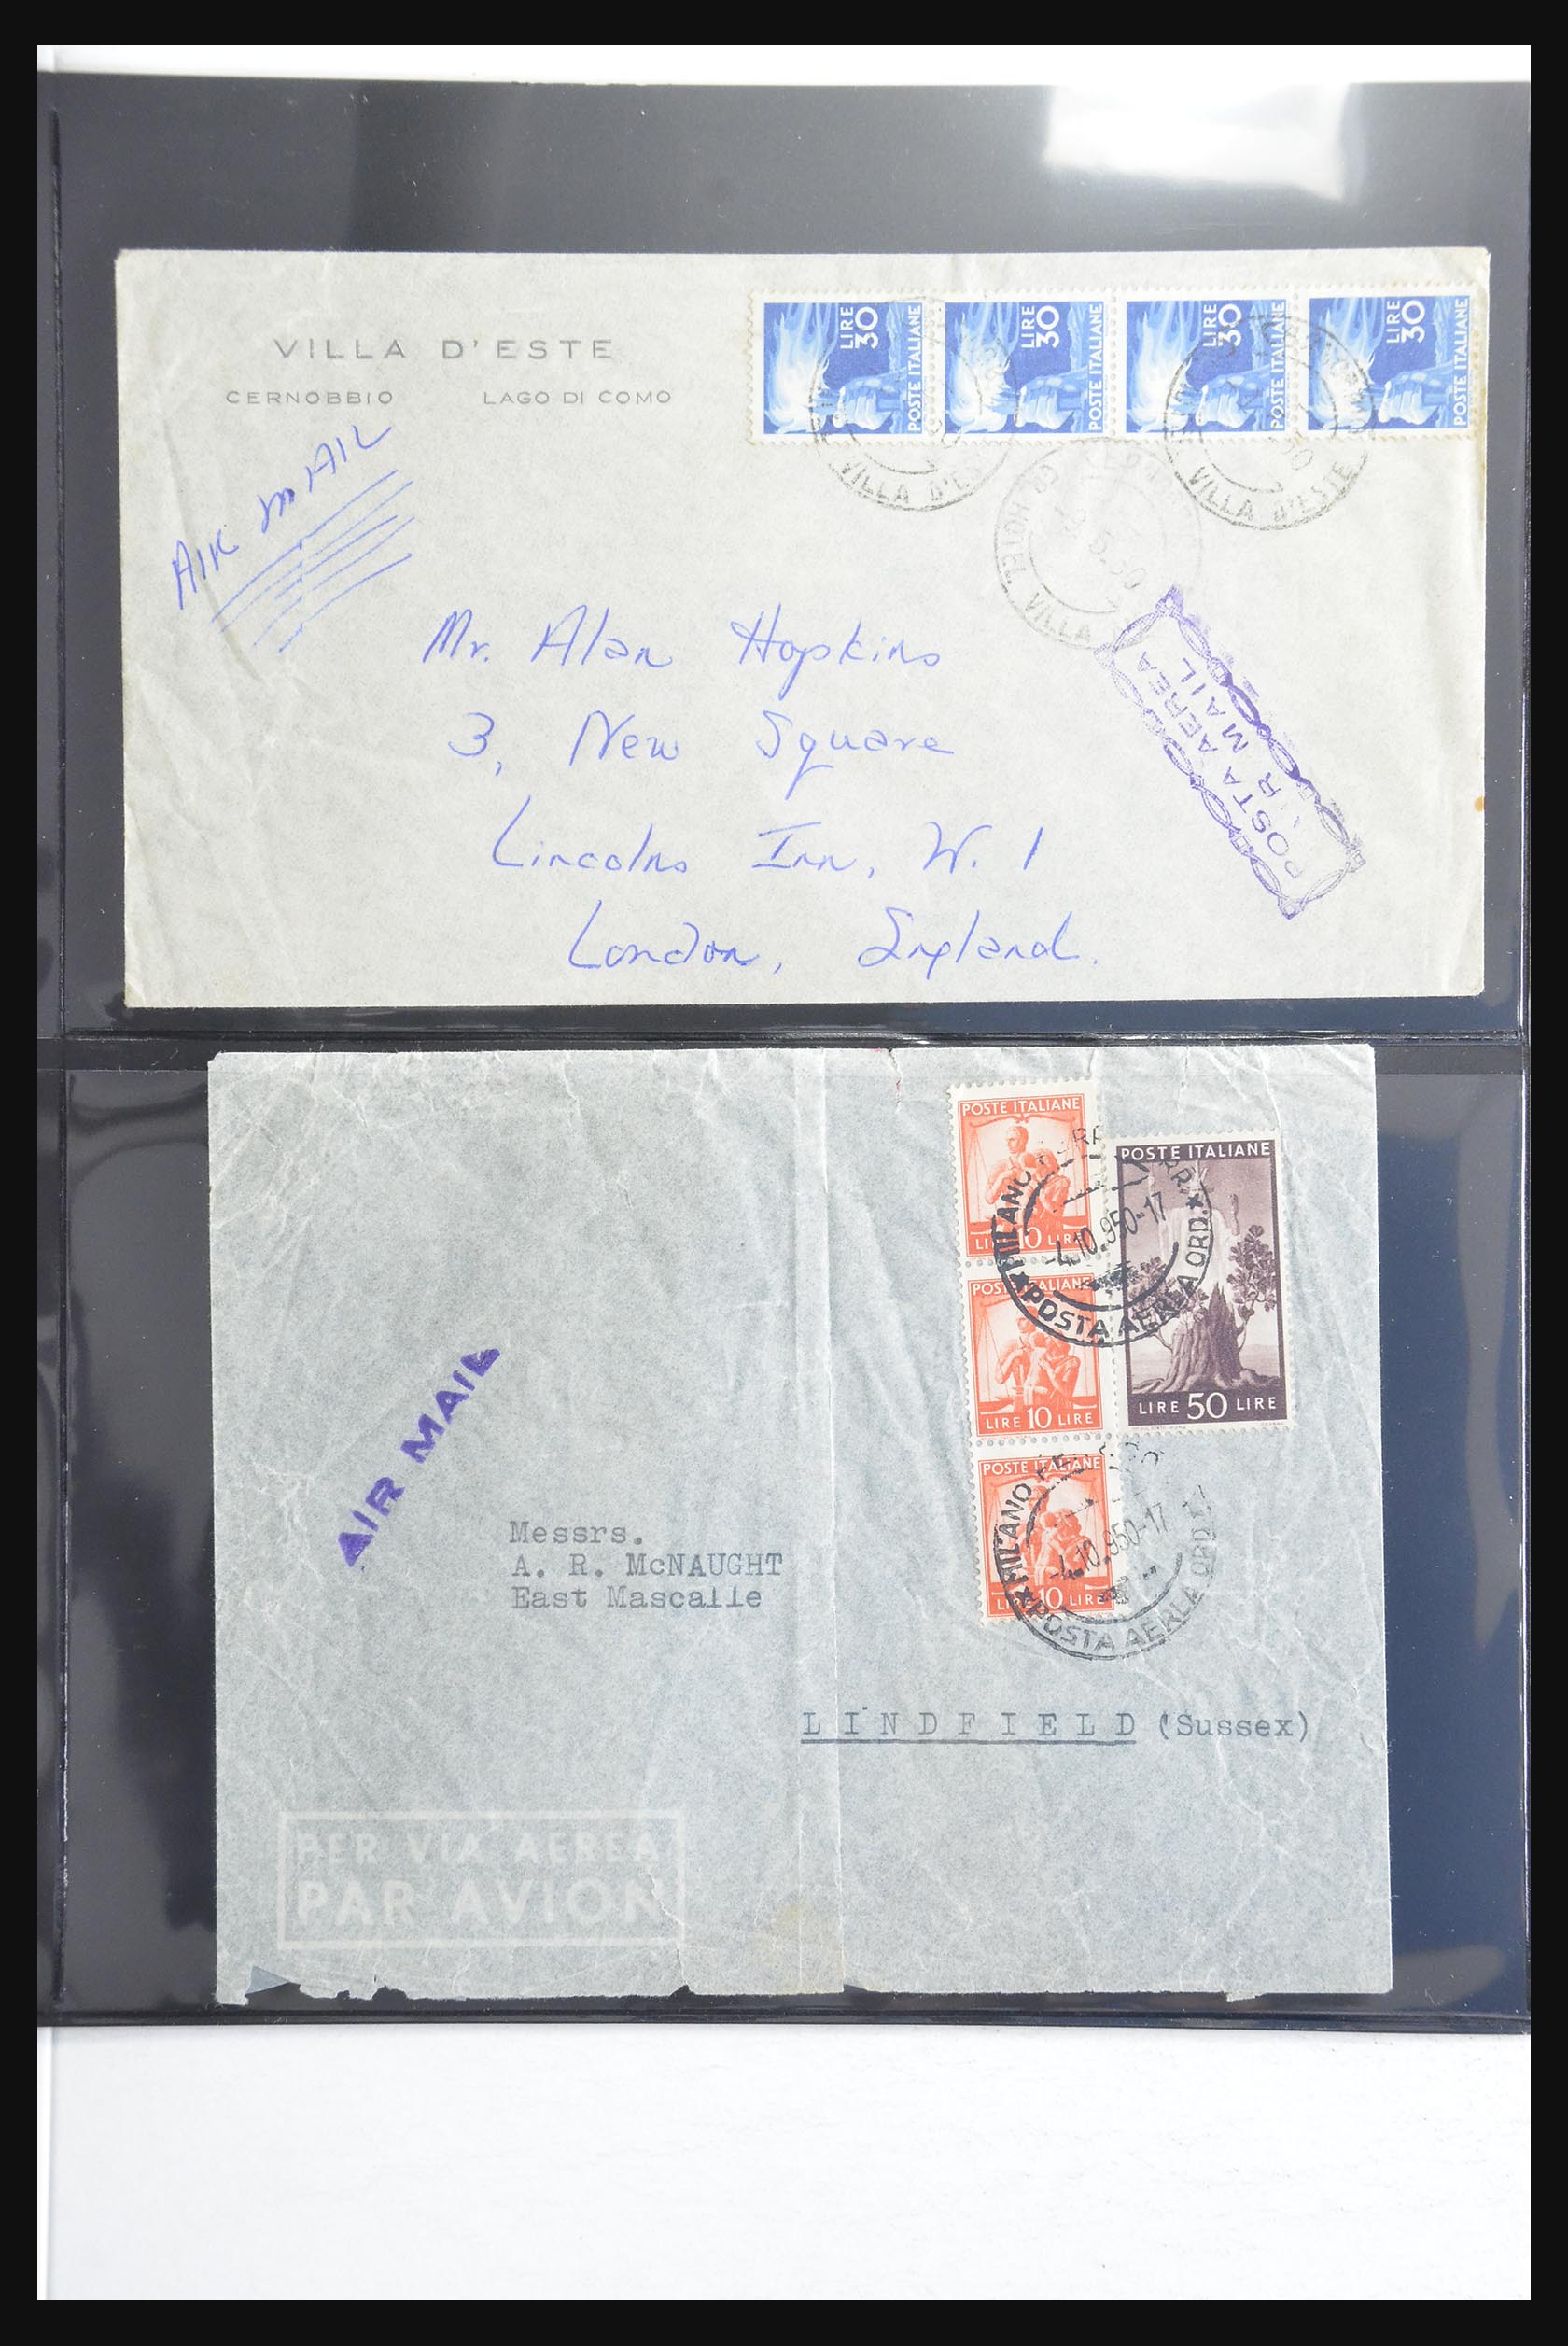 VILLA D'ESTE
CERNOBBIO LAGO DI COMO
AIR MAIL
LIRE 30 POSTE ITALIANE
LIRE 30 POSTE ITALIANE
LIRE 30 POSTE ITALIANE
LIRE 30 POSTE ITALIANE
VILLA D'E
VILLA D'ESTE
HOTEL VILLA
POSTA AEREA
AIR MAIL
Mr. Alan Hopkins
3, New Square
Lincolns Inn, W. 1
London, England.
POSTE ITALIANE
LIRE 10 LIRE
POSTE ITALIANE
LIRE 50 LIRE
POSTE ITALIANE
LIRE 10 LIRE
POSTE ITALIANE
LIRE 10 LIRE
MILANO
-4.10.950-17
POSTA AEREA ORD.
MILANO
-4.10.950-17
POSTA AEREA ORD.
AIR MAIL
Messrs.
A. R. McNAUGHT
East Mascalle
LINDFIELD (Sussex)
PER VIA AEREA
PAR AVION